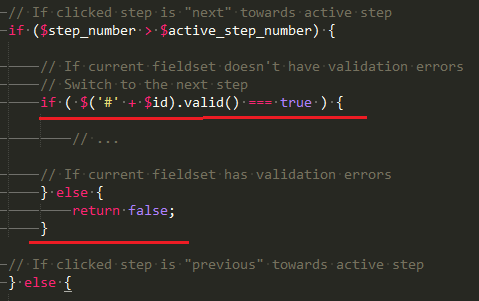 // If clicked step is "next" towards active step
if ($step_number > $active_step_number) {
// If current fieldset doesn't have validation errors
// Switch to the next step
if ( $('#' + $id).valid() === true ) {
// ...
// If current fieldset has validation errors
} else {
return false;
}
// If clicked step is "previous" towards active step
} else {